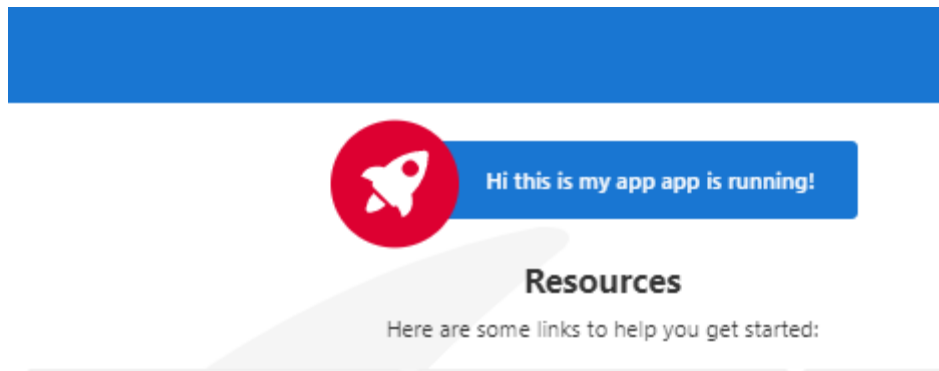 Hi this is my app app is running!
Resources
Here are some links to help you get started: